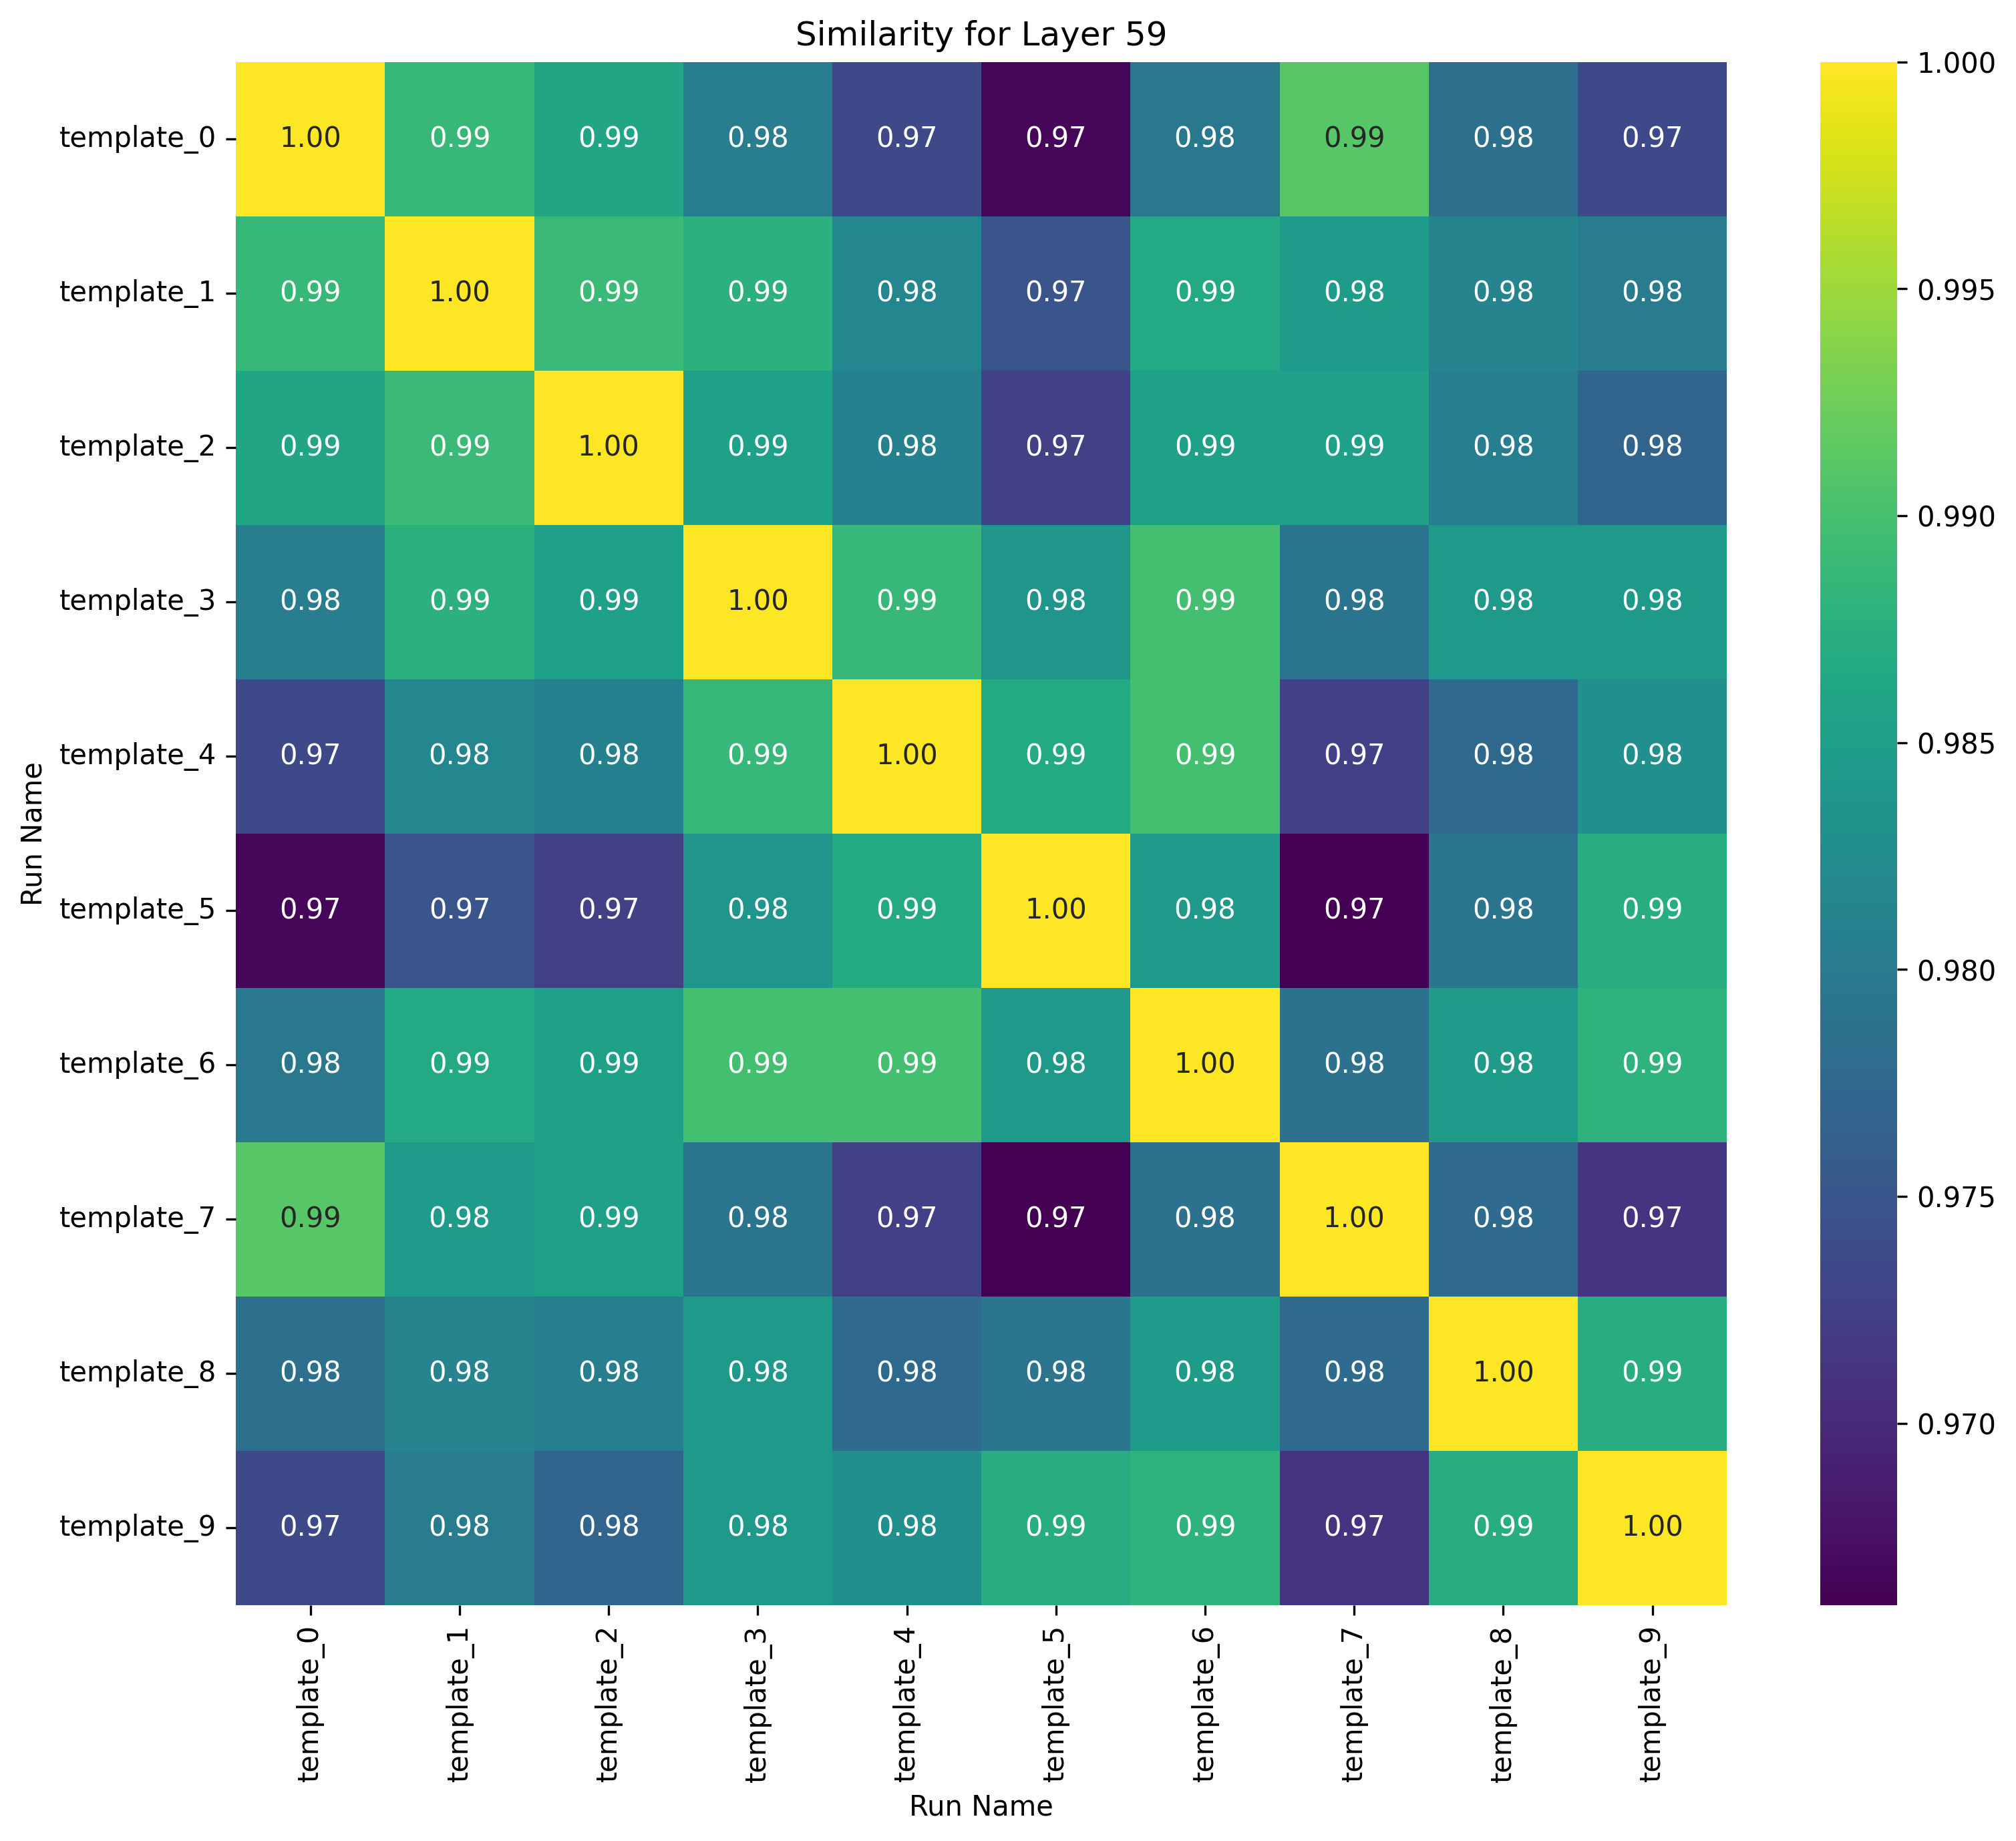 Similarity for Layer 59
template_0 1.00 0.99 0.99 0.98 0.97 0.97 0.98 0.99 0.98 0.97
template_1 0.99 1.00 0.99 0.99 0.98 0.97 0.99 0.98 0.98 0.98
template_2 0.99 0.99 1.00 0.99 0.98 0.97 0.99 0.99 0.98 0.98
template_3 0.98 0.99 0.99 1.00 0.99 0.98 0.99 0.98 0.98 0.98
template_4 0.97 0.98 0.98 0.99 1.00 0.99 0.99 0.97 0.98 0.98
template_5 0.97 0.97 0.97 0.98 0.99 1.00 0.98 0.97 0.98 0.99
template_6 0.98 0.99 0.99 0.99 0.99 0.98 1.00 0.98 0.98 0.99
template_7 0.99 0.98 0.99 0.98 0.97 0.97 0.98 1.00 0.98 0.97
template_8 0.98 0.98 0.98 0.98 0.98 0.98 0.98 0.98 1.00 0.99
template_9 0.97 0.98 0.98 0.98 0.98 0.99 0.99 0.97 0.99 1.00
Run Name
template_0 template_1 template_2 template_3 template_4 template_5 template_6 template_7 template_8 template_9
Run Name
1.000
0.995
0.990
0.985
0.980
0.975
0.970